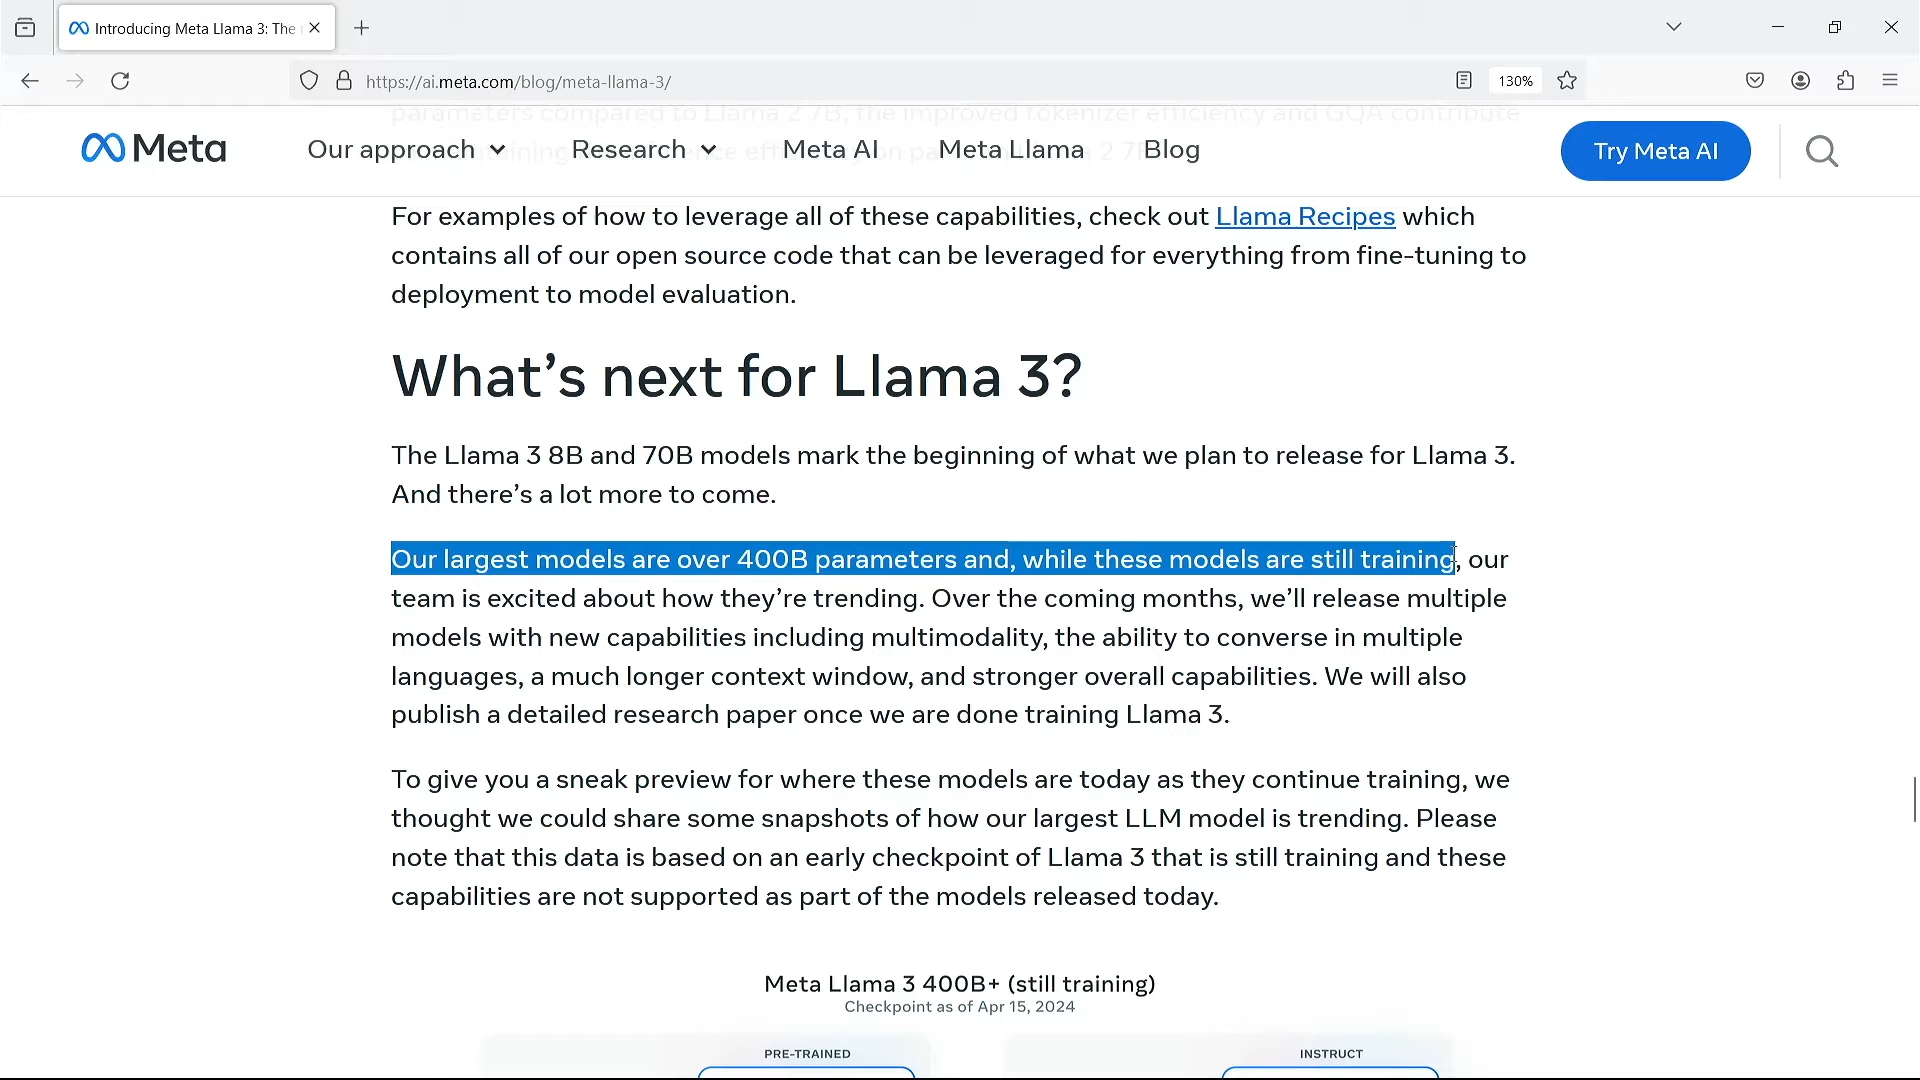 Introducing Meta Llama 3: The
https://ai.meta.com/blog/meta-llama-3/
130%
parameters compared to Llama 2 7B, the improved tokenizer efficiency and GQA contribute
Meta
Our approach
Research
Meta AI
Meta Llama
Blog
Try Meta AI
For examples of how to leverage all of these capabilities, check out Llama Recipes which
contains all of our open source code that can be leveraged for everything from fine-tuning to
deployment to model evaluation.
What’s next for Llama 3?
The Llama 3 8B and 70B models mark the beginning of what we plan to release for Llama 3.
And there’s a lot more to come.
Our largest models are over 400B parameters and, while these models are still training, our
team is excited about how they’re trending. Over the coming months, we’ll release multiple
models with new capabilities including multimodality, the ability to converse in multiple
languages, a much longer context window, and stronger overall capabilities. We will also
publish a detailed research paper once we are done training Llama 3.
To give you a sneak preview for where these models are today as they continue training, we
thought we could share some snapshots of how our largest LLM model is trending. Please
note that this data is based on an early checkpoint of Llama 3 that is still training and these
capabilities are not supported as part of the models released today.
Meta Llama 3 400B+ (still training)
Checkpoint as of Apr 15, 2024
PRE-TRAINED
INSTRUCT